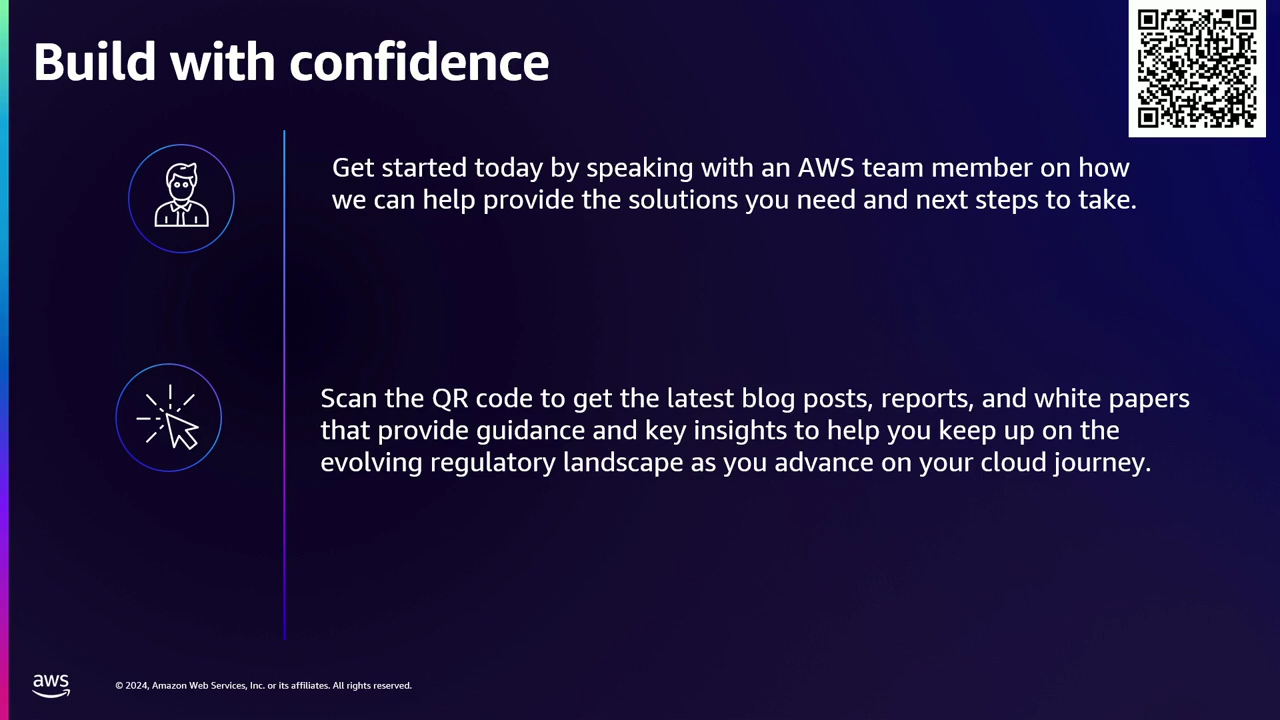 Build with confidence
Get started today by speaking with an AWS team member on how
we can help provide the solutions you need and next steps to take.
Scan the QR code to get the latest blog posts, reports, and white papers
that provide guidance and key insights to help you keep up on the
evolving regulatory landscape as you advance on your cloud journey.
aws
© 2024, Amazon Web Services, Inc. or its affiliates. All rights reserved.